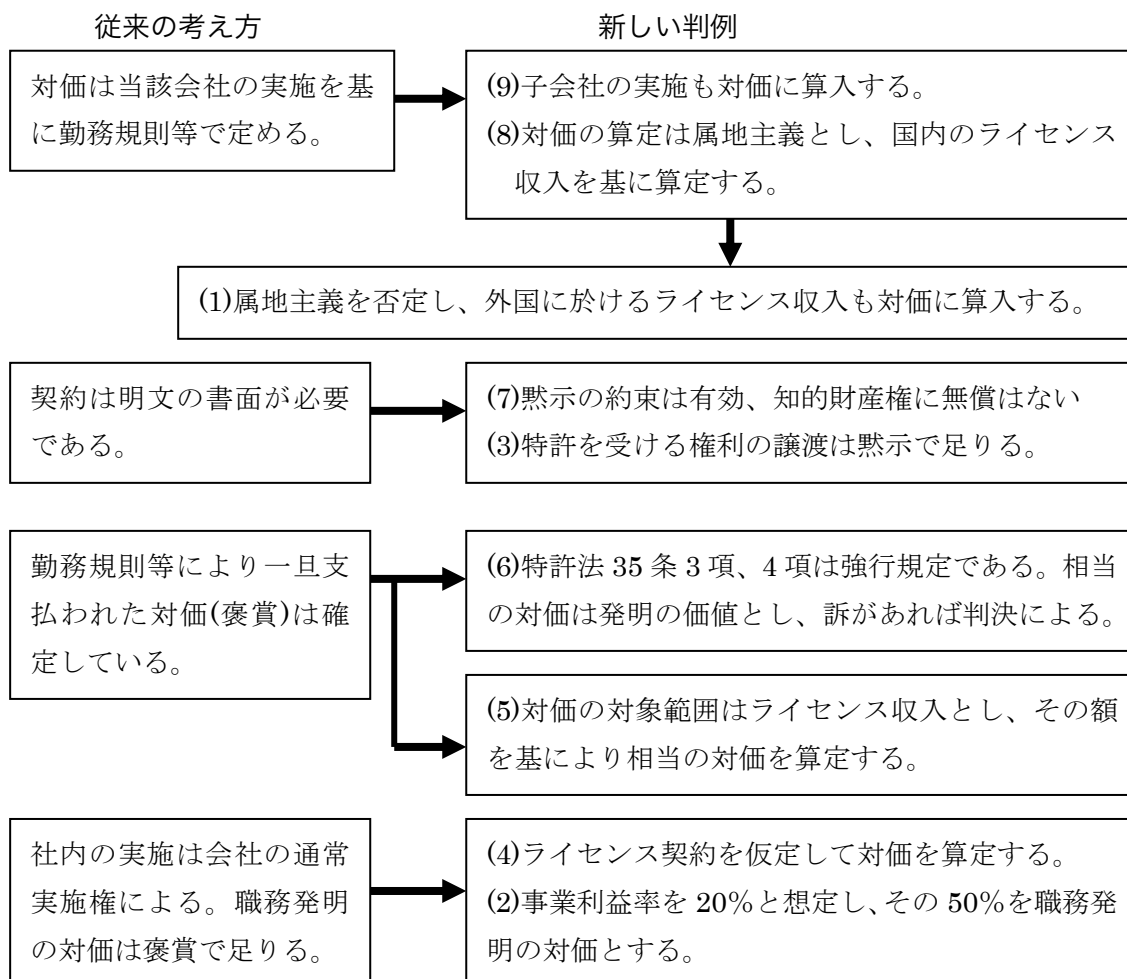 従来の考え方
新しい判例
対価は当該会社の実施を基
に勤務規則等で定める。
(9)子会社の実施も対価に算入する。
(8)対価の算定は属地主義とし、国内のライセンス
収入を基に算定する。
(1)属地主義を否定し、外国に於けるライセンス収入も対価に算入する。
契約は明文の書面が必要
である。
(7)黙示の約束は有効、知的財産権に無償はない
(3)特許を受ける権利の譲渡は黙示で足りる。
勤務規則等により一旦支
払われた対価(褒賞)は確
定している。
(6)特許法 35 条 3 項、4 項は強行規定である。相当
の対価は発明の価値とし、訴があれば判決による。
(5)対価の対象範囲はライセンス収入とし、その額
を基により相当の対価を算定する。
社内の実施は会社の通常
実施権による。職務発明
の対価は褒賞で足りる。
(4)ライセンス契約を仮定して対価を算定する。
(2)事業利益率を 20%と想定し、その 50%を職務発
明の対価とする。